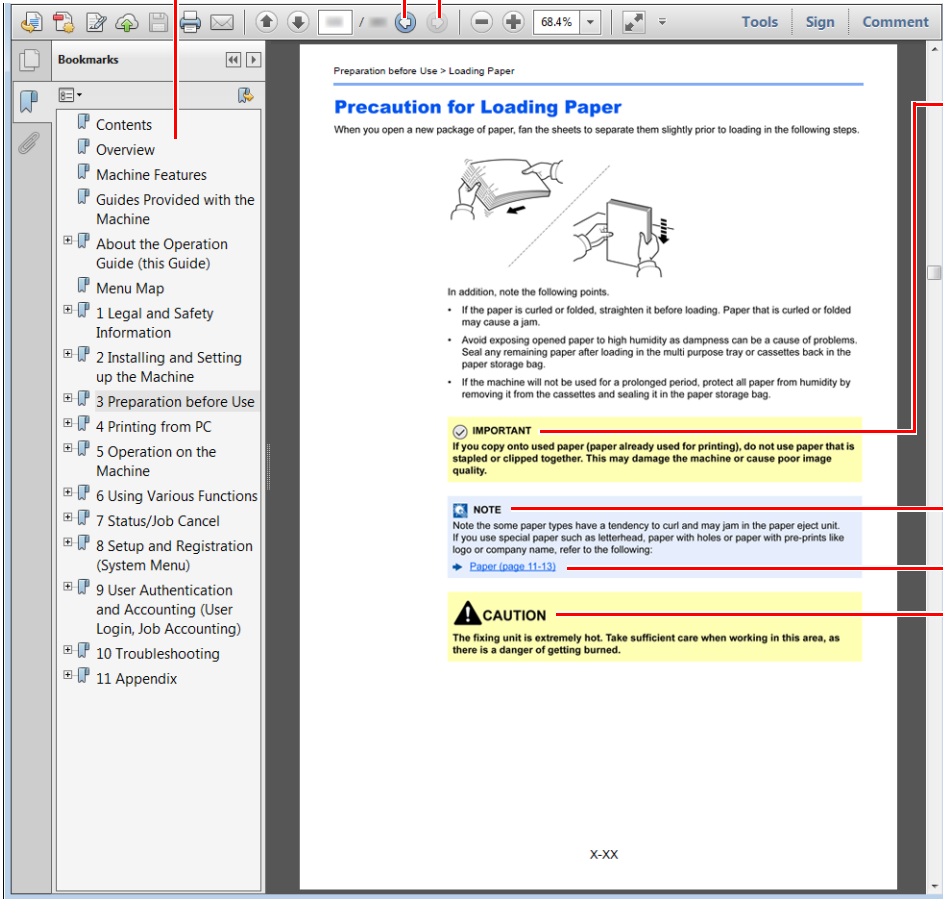 /
68.4%
Tools
Sign
Comment
Bookmarks
Contents
Overview
Machine Features
Guides Provided with the
Machine
About the Operation
Guide (this Guide)
Menu Map
1 Legal and Safety
Information
2 Installing and Setting
up the Machine
3 Preparation before Use
4 Printing from PC
5 Operation on the
Machine
6 Using Various Functions
7 Status/Job Cancel
8 Setup and Registration
(System Menu)
9 User Authentication
and Accounting (User
Login, Job Accounting)
10 Troubleshooting
11 Appendix
Preparation before Use > Loading Paper
Precaution for Loading Paper
When you open a new package of paper, fan the sheets to separate them slightly prior to loading in the following steps.
In addition, note the following points.
• If the paper is curled or folded, straighten it before loading. Paper that is curled or folded
may cause a jam.
• Avoid exposing opened paper to high humidity as dampness can be a cause of problems.
Seal any remaining paper after loading in the multi purpose tray or cassettes back in the
paper storage bag.
• If the machine will not be used for a prolonged period, protect all paper from humidity by
removing it from the cassettes and sealing it in the paper storage bag.
IMPORTANT
If you copy onto used paper (paper already used for printing), do not use paper that is
stapled or clipped together. This may damage the machine or cause poor image
quality.
NOTE
Note the some paper types have a tendency to curl and may jam in the paper eject unit.
If you use special paper such as letterhead, paper with holes or paper with pre-prints like
logo or company name, refer to the following:
Paper (page 11-13)
CAUTION
The fixing unit is extremely hot. Take sufficient care when working in this area, as
there is a danger of getting burned.
X-XX